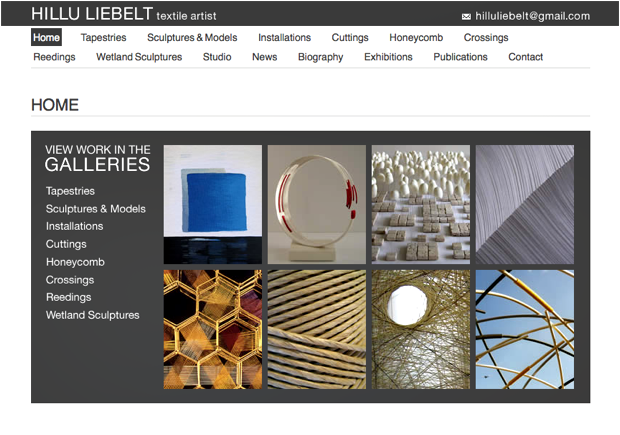 HILLU LIEBELT textile artist hilluliebelt@gmail.com
Home Tapestries Sculptures & Models Installations Cuttings Honeycomb Crossings
Reedings Wetland Sculptures Studio News Biography Exhibitions Publications Contact
HOME
VIEW WORK IN THE
GALLERIES
Tapestries
Sculptures & Models
Installations
Cuttings
Honeycomb
Crossings
Reedings
Wetland Sculptures